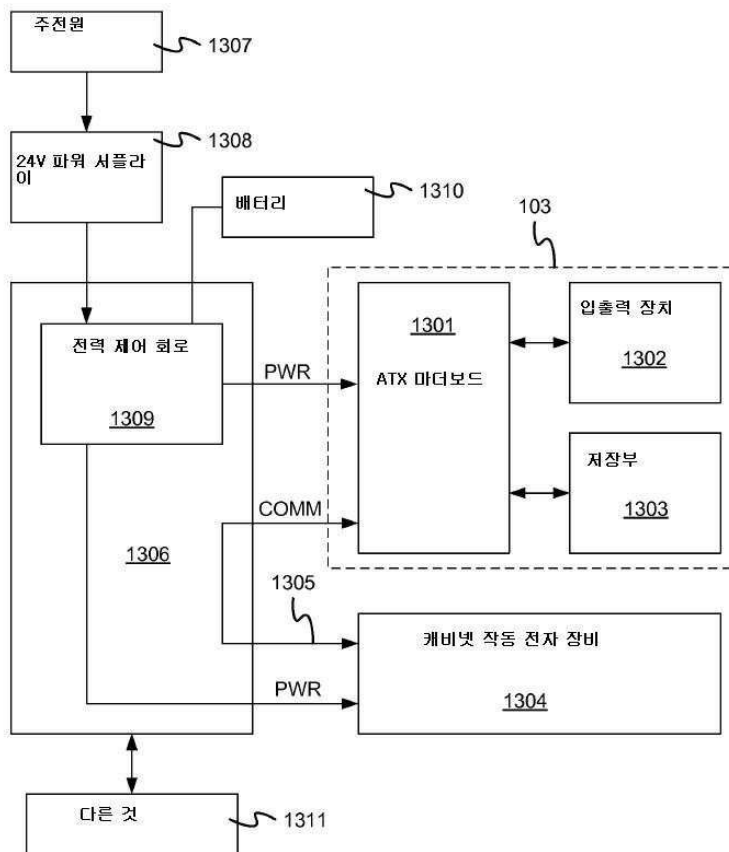 주전원
1307
24V 파워 서플라
이
1308
배터리
1310
103
전력 제어 회로
1309
PWR
1301
ATX 마더보드
입출력 장치
1302
저장부
1303
COMM
1306
1305
캐비넷 작동 전자 장비
1304
PWR
다른 것
1311